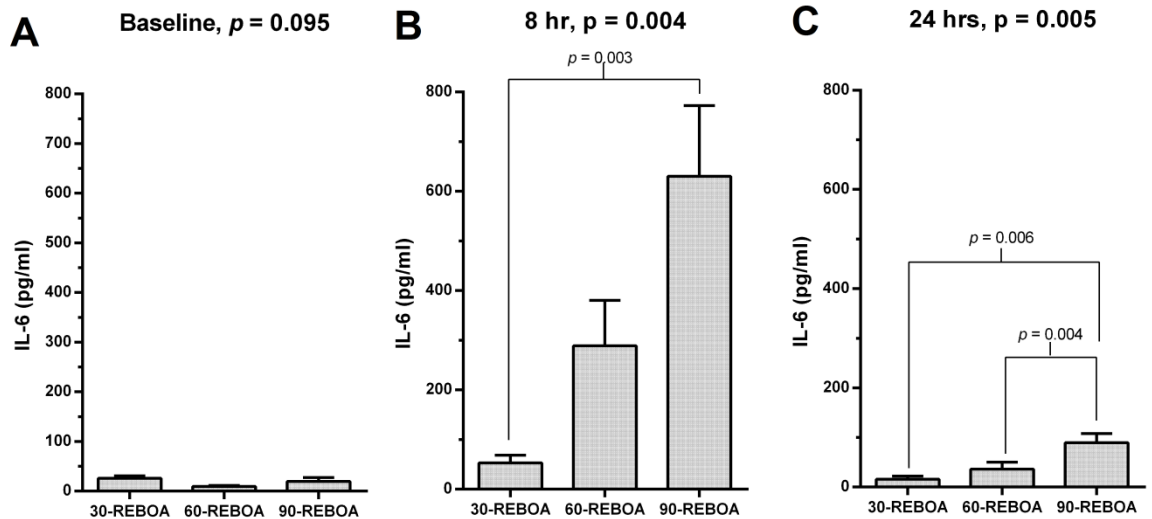 A
Baseline, p = 0.095
IL-6 (pg/ml)
800
700
600
500
400
300
200
100
0
30-REBOA 60-REBOA 90-REBOA
B
8 hr, p = 0.004
p = 0.003
IL-6 (pg/ml)
800
600
400
200
0
30-REBOA 60-REBOA 90-REBOA
C
24 hrs, p = 0.005
IL-6 (pg/ml)
800
600
400
200
0
p = 0.006
p = 0.004
30-REBOA 60-REBOA 90-REBOA